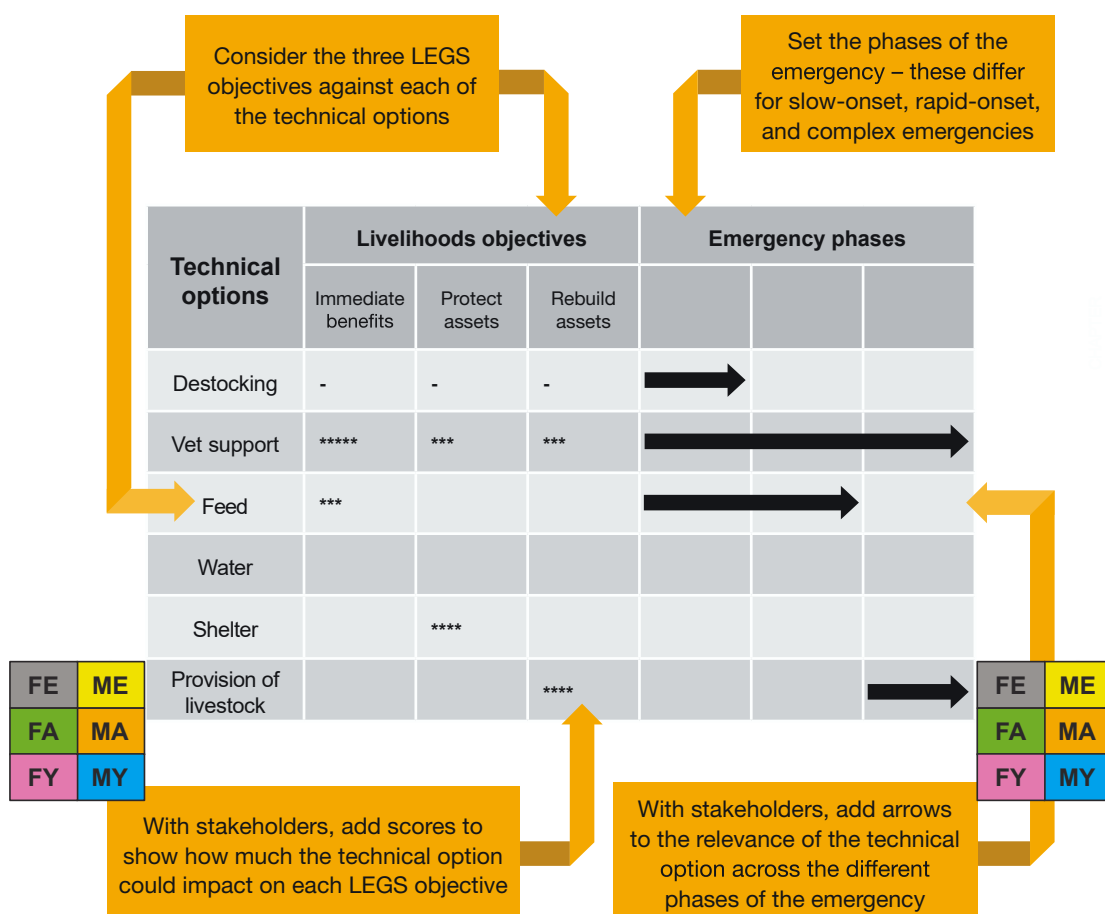 Consider the three LEGS
objectives against each of
the technical options
Set the phases of the
emergency – these differ
for slow-onset, rapid-onset,
and complex emergencies
Technical
options
Livelihoods objectives
Emergency phases
Immediate
benefits
Protect
assets
Rebuild
assets
Destocking - - -
Vet support ***** *** ***
Feed ***
Water
Shelter ****
Provision of
livestock
****
FE ME
FA MA
FY MY
FE ME
FA MA
FY MY
With stakeholders, add scores to
show how much the technical option
could impact on each LEGS objective
With stakeholders, add arrows
to the relevance of the technical
option across the different
phases of the emergency